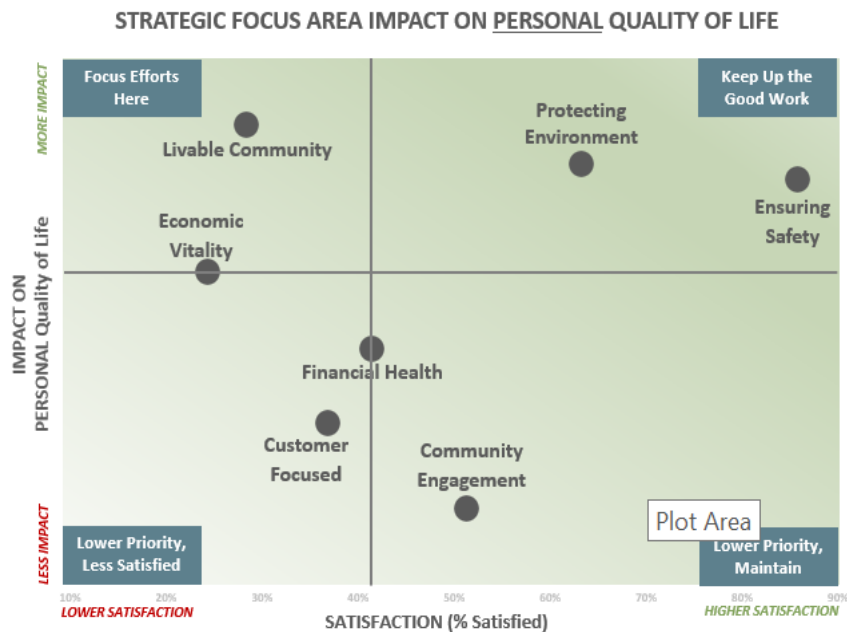 STRATEGIC FOCUS AREA IMPACT ON PERSONAL QUALITY OF LIFE
MORE IMPACT
Focus Efforts
Here
Keep Up the
Good Work
Livable Community
Protecting
Environment
Ensuring
Safety
Economic
Vitality
IMPACT ON
PERSONAL Quality of Life
Financial Health
Customer
Focused
Community
Engagement
Plot Area
LESS IMPACT
Lower Priority,
Less Satisfied
Lower Priority,
Maintain
10% 20% 30% 40% 50% 60% 70% 80% 90%
LOWER SATISFACTION
SATISFACTION (% Satisfied)
HIGHER SATISFACTION